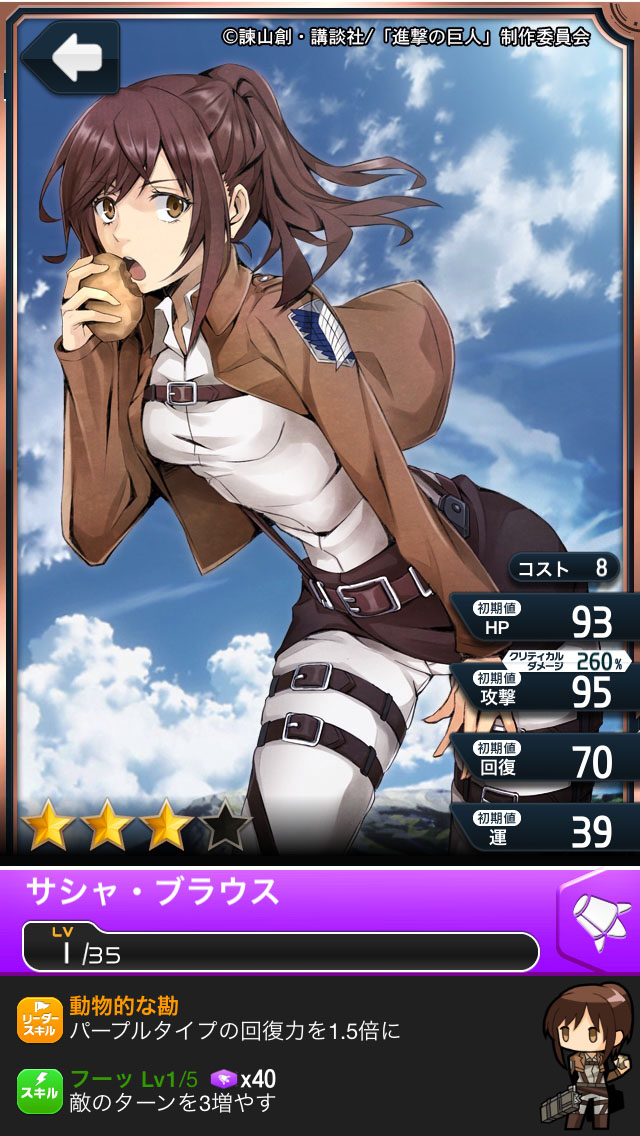 ©諫山創・講談社/「進撃の巨人」制作委員会
コスト 8
初期値
HP 93
クリティカル
ダメージ 260%
初期値
攻撃 95
初期値
回復 70
初期値
運 39
サシャ・ブラウス
LV
1/35
リーダー
スキル
動物的な勘
パープルタイプの回復力を1.5倍に
スキル
フーッ Lv1/5 x40
敵のターンを3増やす